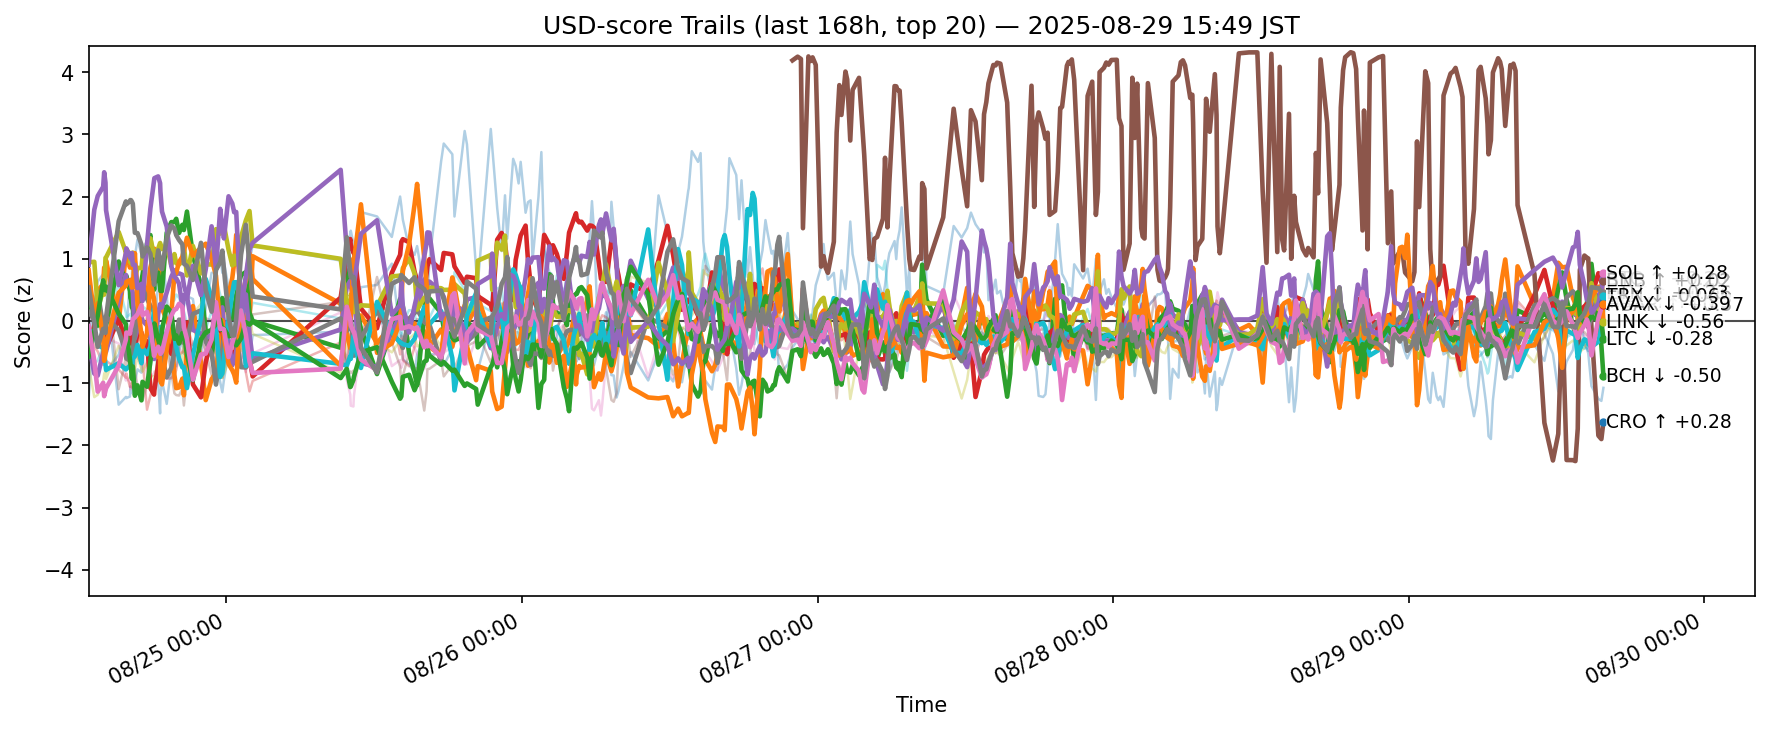 USD-score Trails (last 168h, top 20) — 2025-08-29 15:49 JST
Score (z)
4
3
2
1
0
−1
−2
−3
−4
SOL ↑ +0.28
AVAX ↓ -0.397
LINK ↓ -0.56
LTC ↓ -0.28
BCH ↓ -0.50
CRO ↑ +0.28
08/25 00:00
08/26 00:00
08/27 00:00
08/28 00:00
08/29 00:00
08/30 00:00
Time